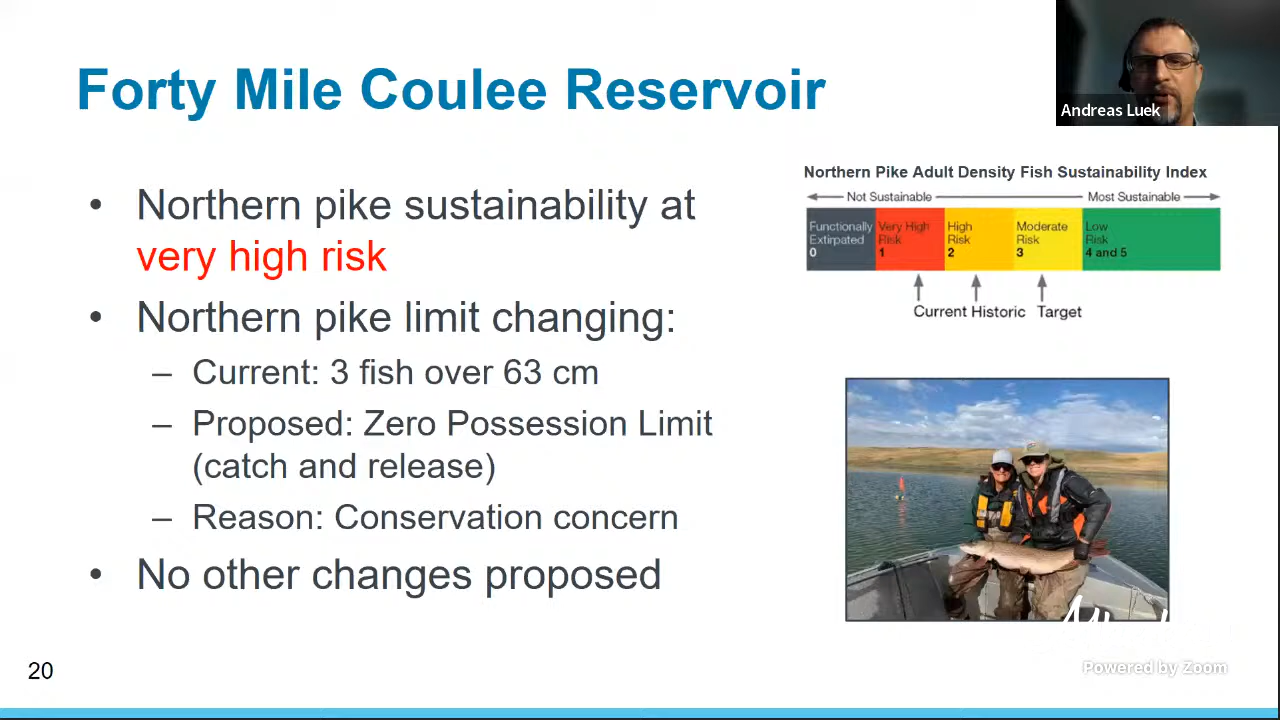 Forty Mile Coulee Reservoir
Andreas Luek
• Northern pike sustainability at
very high risk
• Northern pike limit changing:
– Current: 3 fish over 63 cm
– Proposed: Zero Possession Limit
(catch and release)
– Reason: Conservation concern
• No other changes proposed
Northern Pike Adult Density Fish Sustainability Index
Not Sustainable
Most Sustainable
Functionally
Extirpated
0
Very High
Risk
1
High
Risk
2
Moderate
Risk
3
Low
Risk
4 and 5
Current Historic Target
20
Powered by Zoom